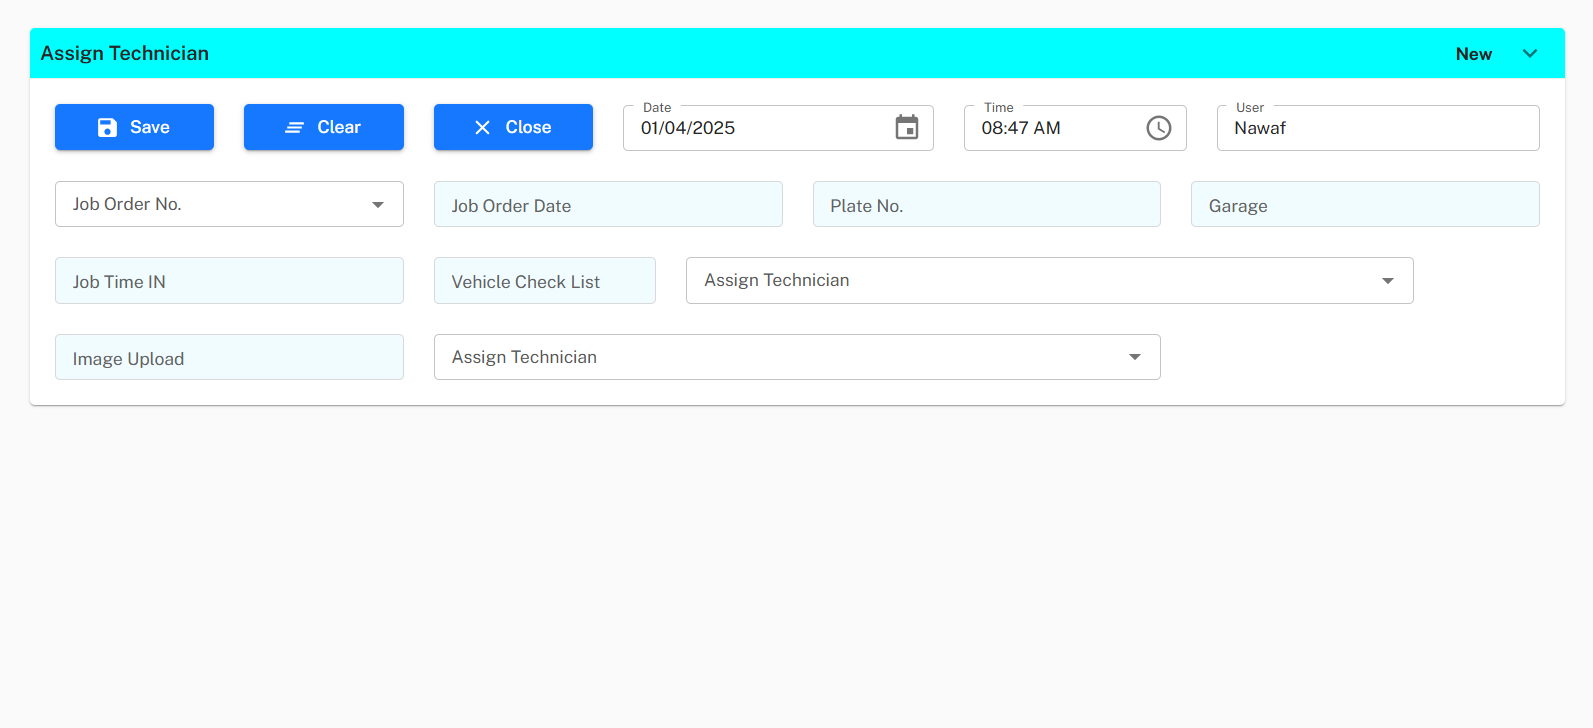 Assign Technician New
Save Clear Close Date 01/04/2025 Time 08:47 AM User Nawaf
Job Order No. Job Order Date Plate No. Garage
Job Time IN Vehicle Check List Assign Technician
Image Upload Assign Technician